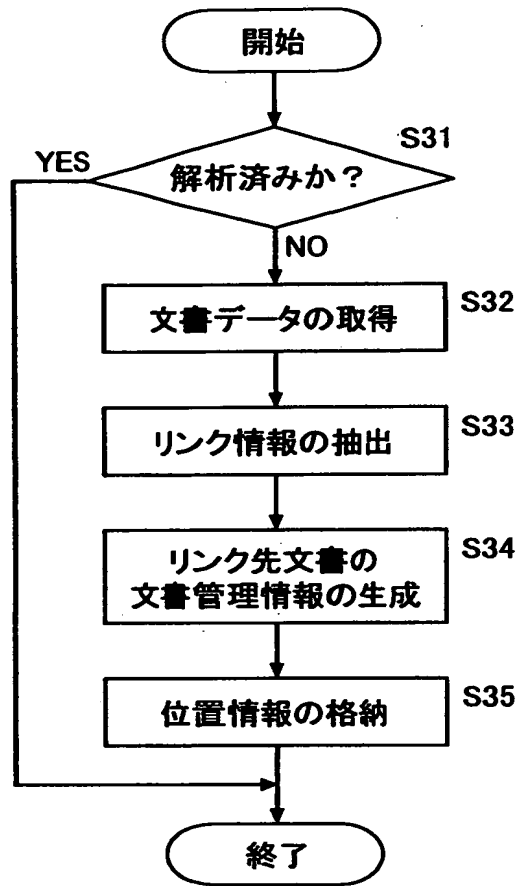 開始
S31
YES
解析済みか？
NO
S32
文書データの取得
S33
リンク情報の抽出
S34
リンク先文書の
文書管理情報の生成
S35
位置情報の格納
終了